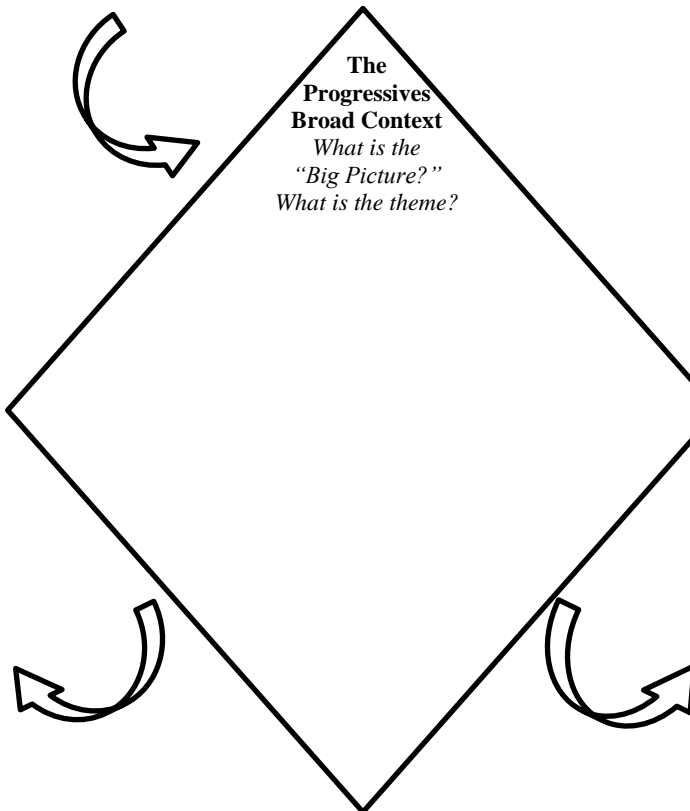 The
Progressives
Broad Context
What is the
“Big Picture?”
What is the theme?